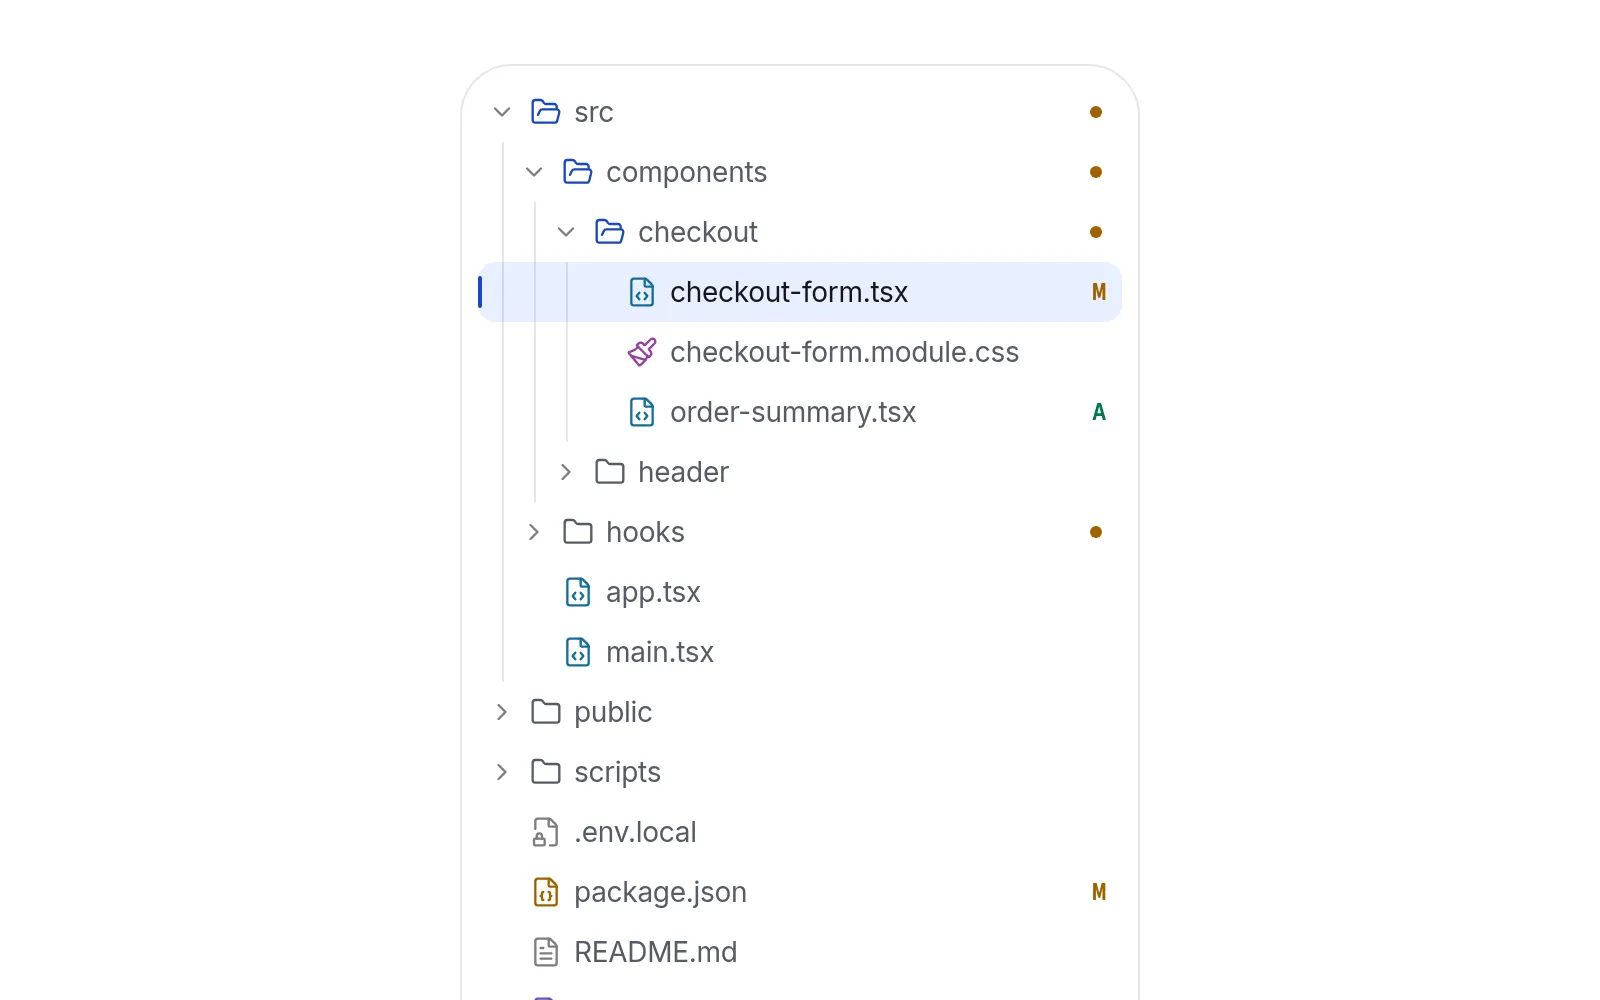 src
components
checkout
checkout-form.tsx M
checkout-form.module.css
order-summary.tsx A
header
hooks
app.tsx
main.tsx
public
scripts
.env.local
package.json M
README.md